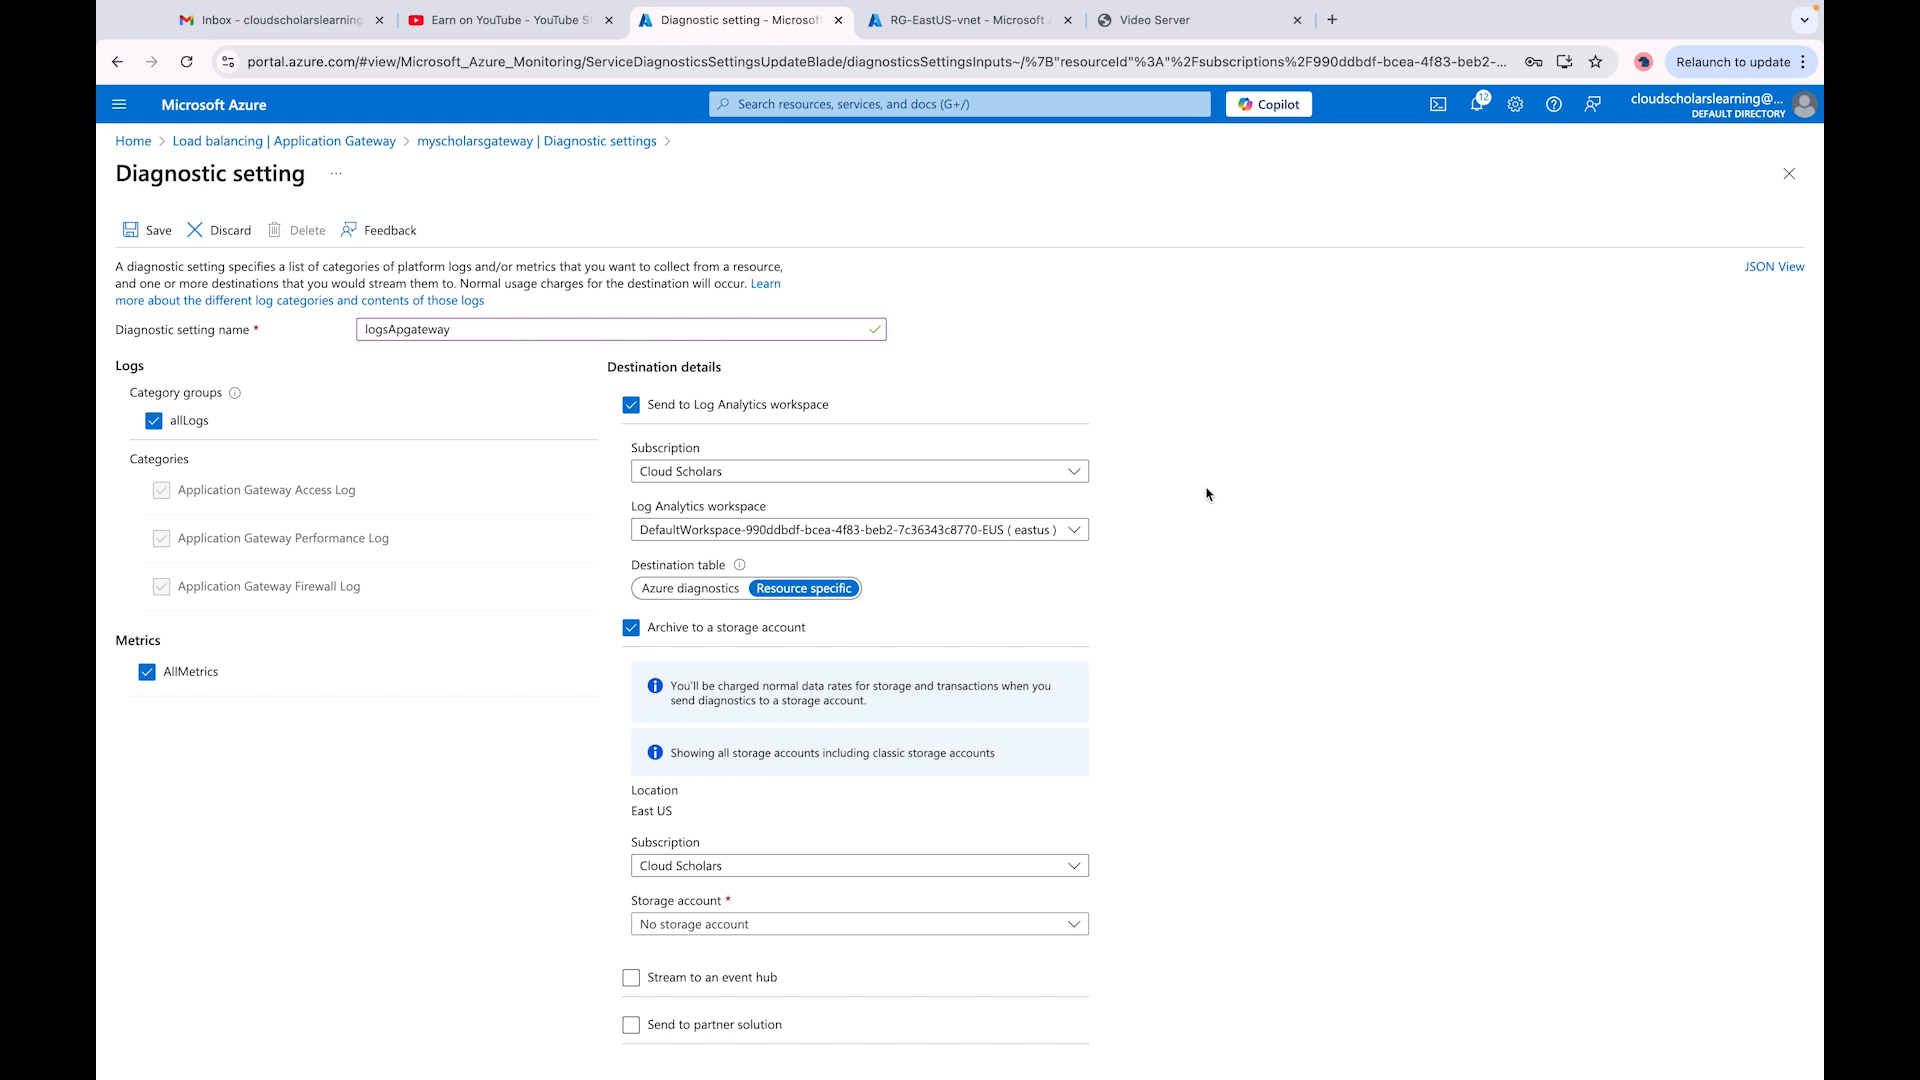 Inbox - cloudscholarslearning
Earn on YouTube - YouTube S
Diagnostic setting - Microsof
RG-EastUS-vnet - Microsoft
Video Server
portal.azure.com/#view/Microsoft_Azure_Monitoring/ServiceDiagnosticsSettingsUpdateBlade/diagnosticsSettingsInputs~/%7B"resourceId"%3A"%2Fsubscriptions%2F990ddbdf-bcea-4f83-beb2-...
Relaunch to update
Microsoft Azure
Search resources, services, and docs (G+/)
Copilot
12
cloudscholarslearning@...
DEFAULT DIRECTORY
Home > Load balancing | Application Gateway > myscholarsgateway | Diagnostic settings >
Diagnostic setting ...
Save Discard Delete Feedback
A diagnostic setting specifies a list of categories of platform logs and/or metrics that you want to collect from a resource,
and one or more destinations that you would stream them to. Normal usage charges for the destination will occur. Learn
more about the different log categories and contents of those logs
JSON View
Diagnostic setting name *
logsApgateway
Logs
Category groups
allLogs
Categories
Application Gateway Access Log
Application Gateway Performance Log
Application Gateway Firewall Log
Metrics
AllMetrics
Destination details
Send to Log Analytics workspace
Subscription
Cloud Scholars
Log Analytics workspace
DefaultWorkspace-990ddbdf-bcea-4f83-beb2-7c36343c8770-EUS ( eastus )
Destination table
Azure diagnostics Resource specific
Archive to a storage account
You'll be charged normal data rates for storage and transactions when you
send diagnostics to a storage account.
Showing all storage accounts including classic storage accounts
Location
East US
Subscription
Cloud Scholars
Storage account *
No storage account
Stream to an event hub
Send to partner solution